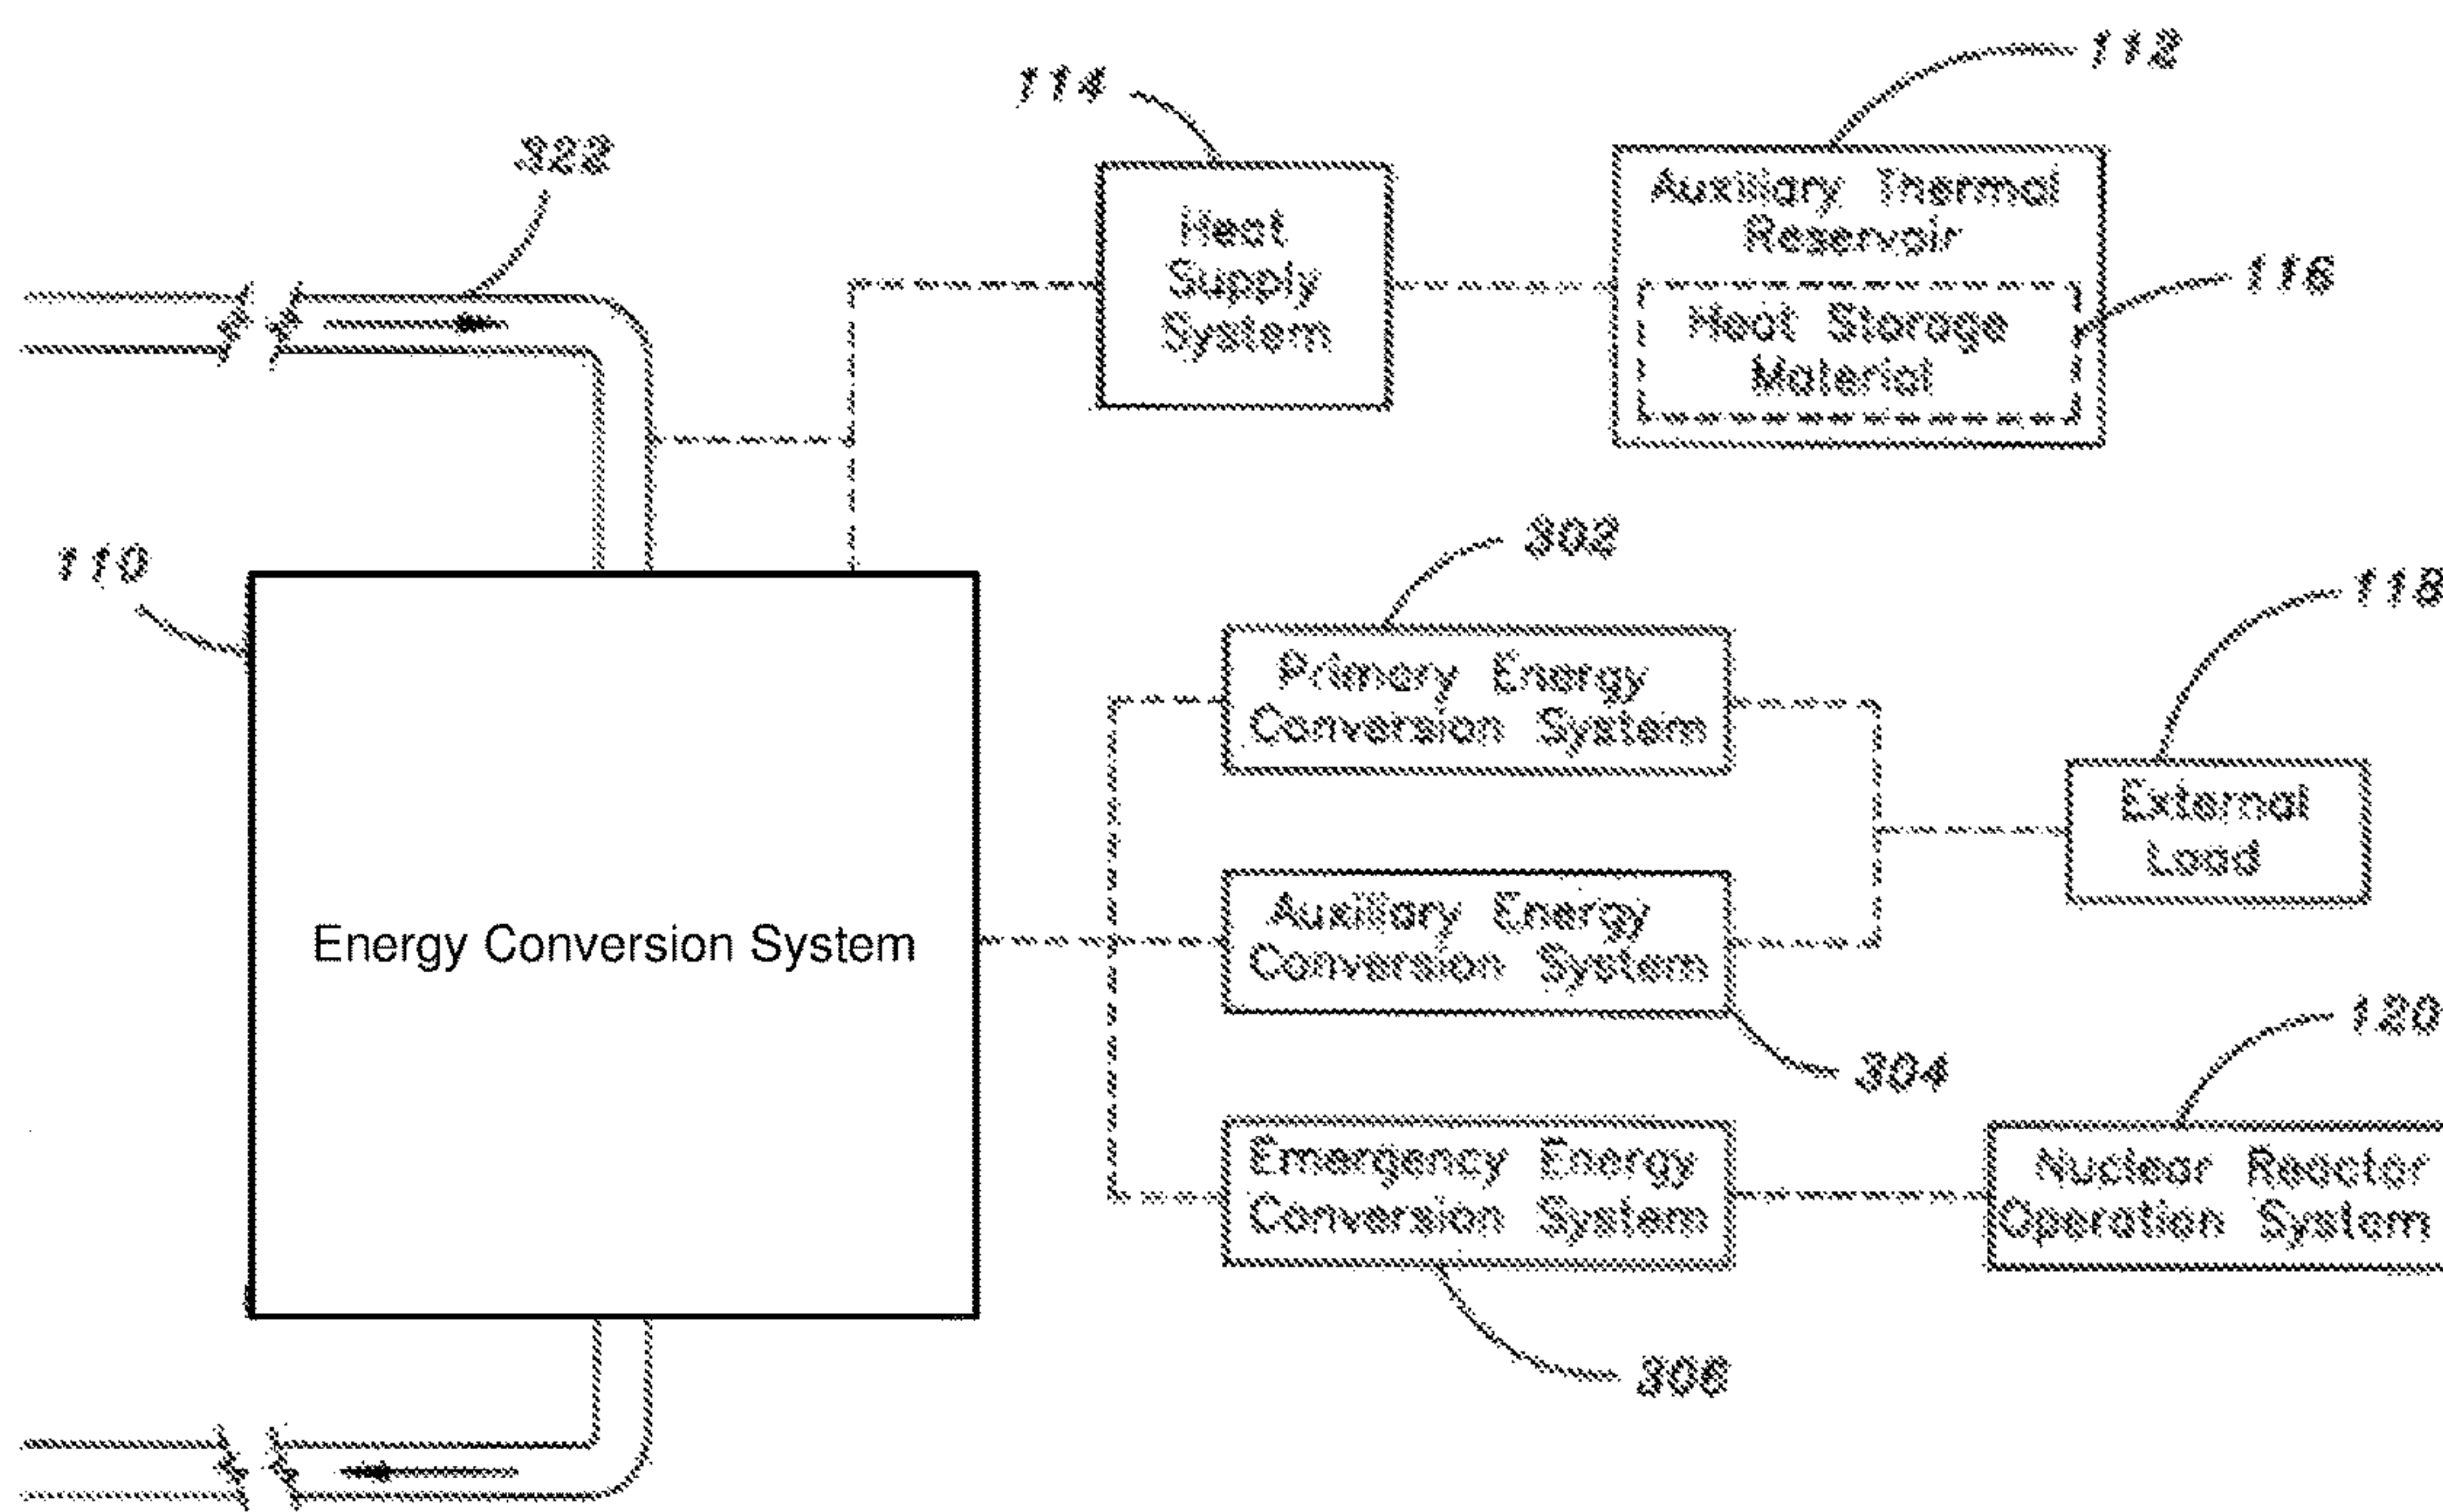 112
114
322
Auxiliary Thermal
Reservoir
Heat
Supply
System
116
Heat Storage
Material
110
302
118
Primary Energy
Conversion System
External
Load
Energy Conversion System
Auxiliary Energy
Conversion System
120
304
Emergency Energy
Conversion System
Nuclear Reactor
Operation System
306